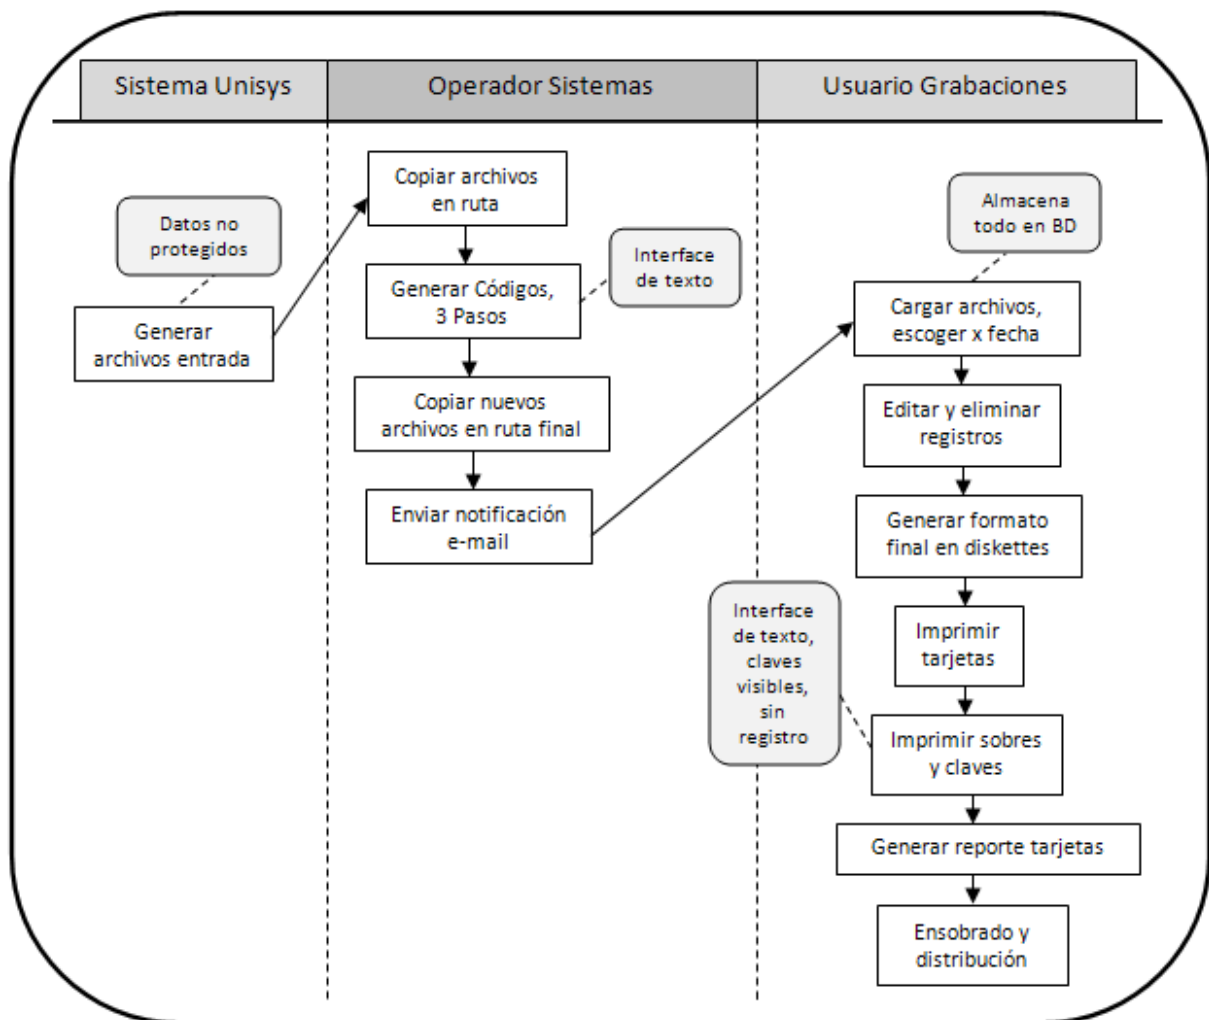 Sistema Unisys
Operador Sistemas
Usuario Grabaciones
Datos no
protegidos
Generar
archivos entrada
Copiar archivos
en ruta
Interface
de texto
Generar Códigos,
3 Pasos
Copiar nuevos
archivos en ruta final
Enviar notificación
e-mail
Almacena
todo en BD
Cargar archivos,
escoger x fecha
Editar y eliminar
registros
Generar formato
final en diskettes
Imprimir
tarjetas
Interface
de texto,
claves
visibles,
sin
registro
Imprimir sobres
y claves
Generar reporte tarjetas
Ensobrado y
distribución